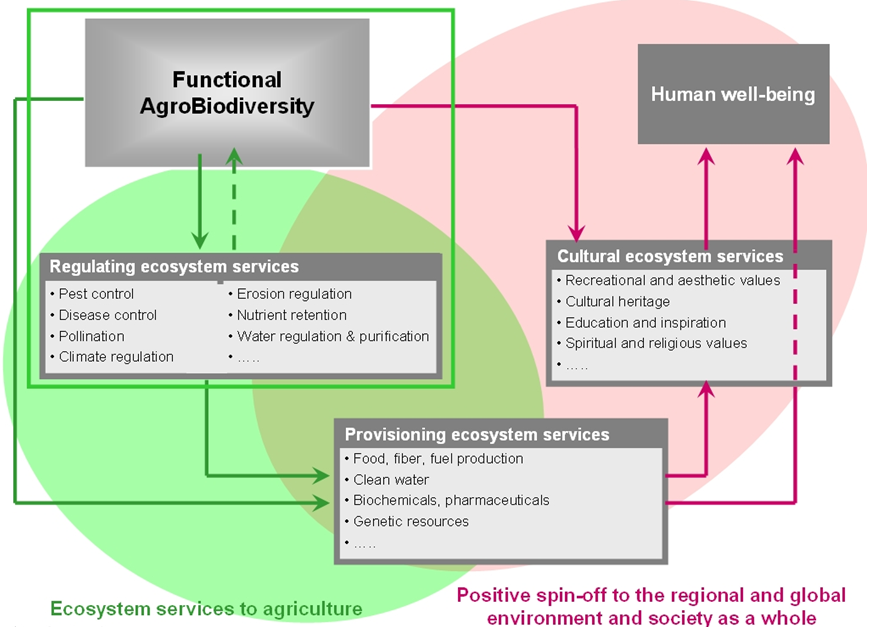 Functional
AgroBiodiversity
Human well-being
Regulating ecosystem services
• Pest control
• Disease control
• Pollination
• Climate regulation
• Erosion regulation
• Nutrient retention
• Water regulation & purification
• .....
Cultural ecosystem services
• Recreational and aesthetic values
• Cultural heritage
• Education and inspiration
• Spiritual and religious values
• .....
Provisioning ecosystem services
• Food, fiber, fuel production
• Clean water
• Biochemicals, pharmaceuticals
• Genetic resources
• .....
Ecosystem services to agriculture
Positive spin-off to the regional and global
environment and society as a whole